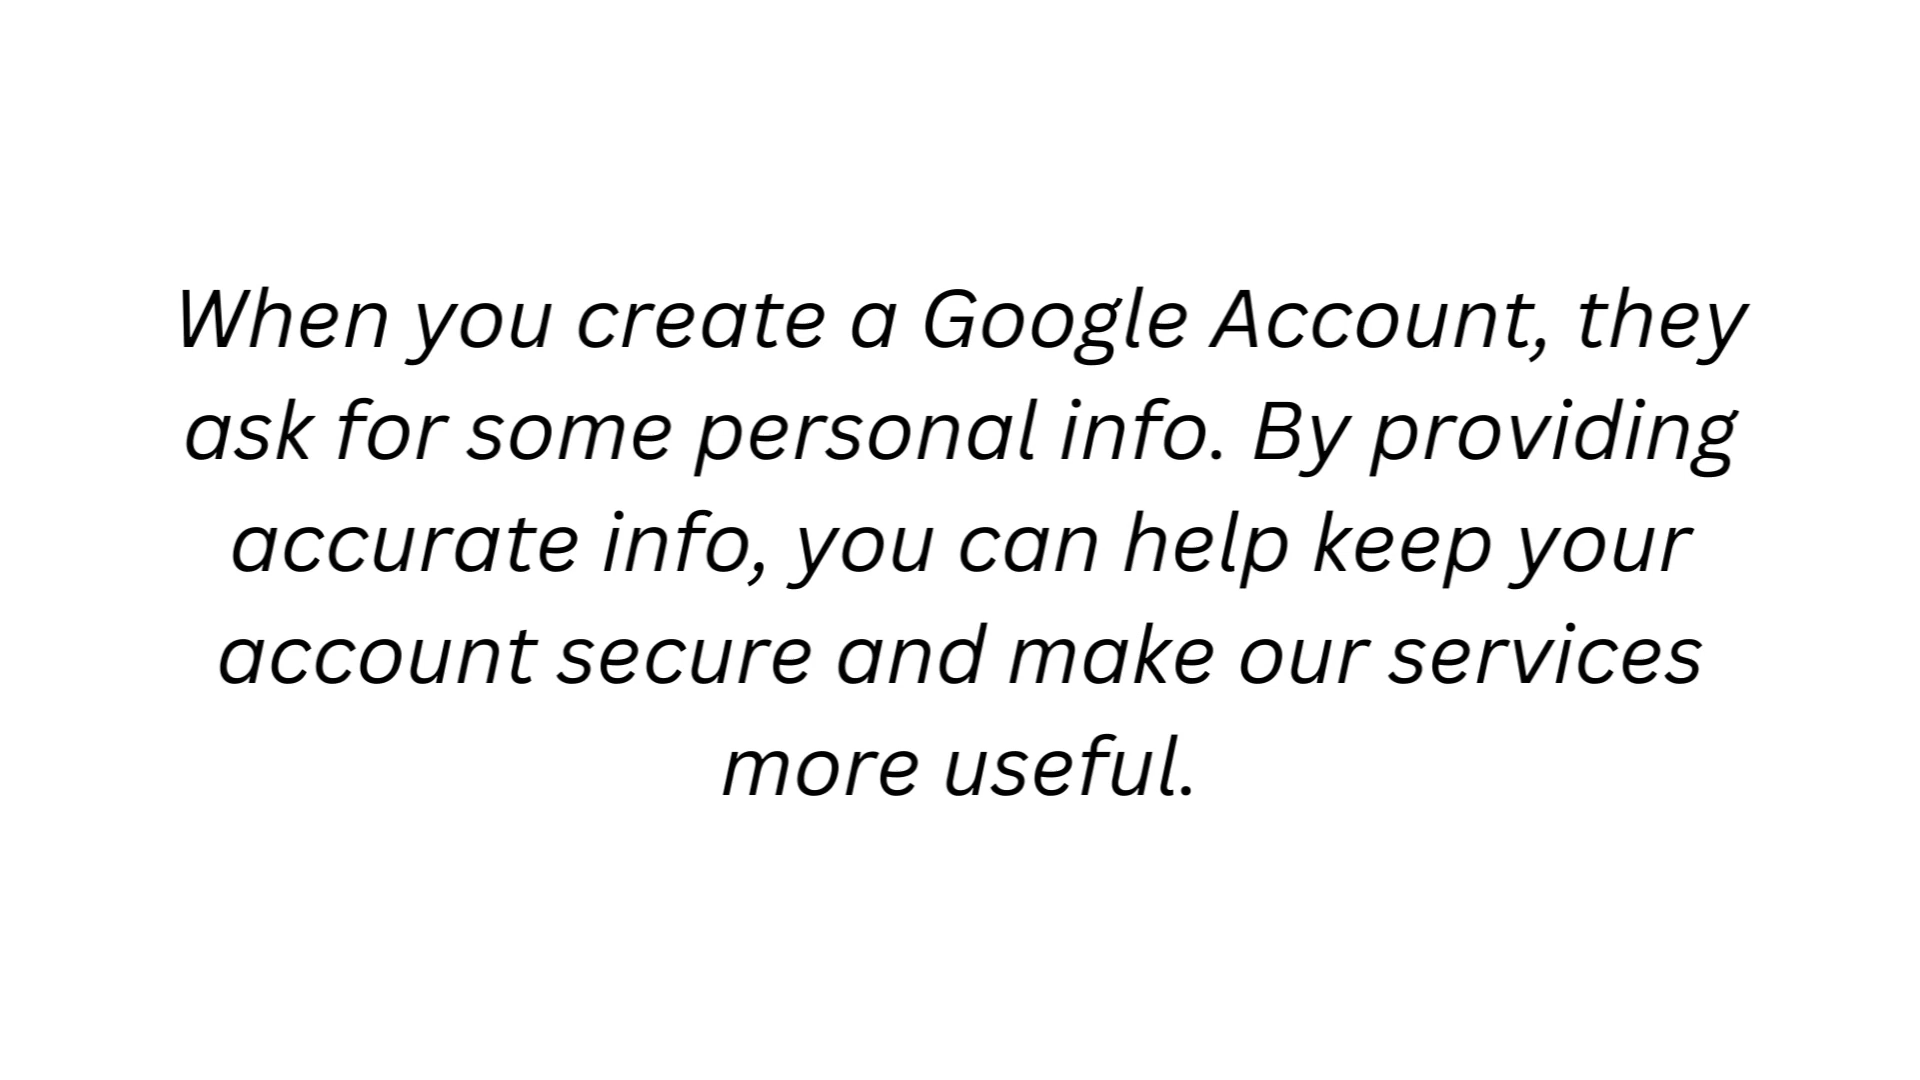 When you create a Google Account, they
ask for some personal info. By providing
accurate info, you can help keep your
account secure and make our services
more useful.